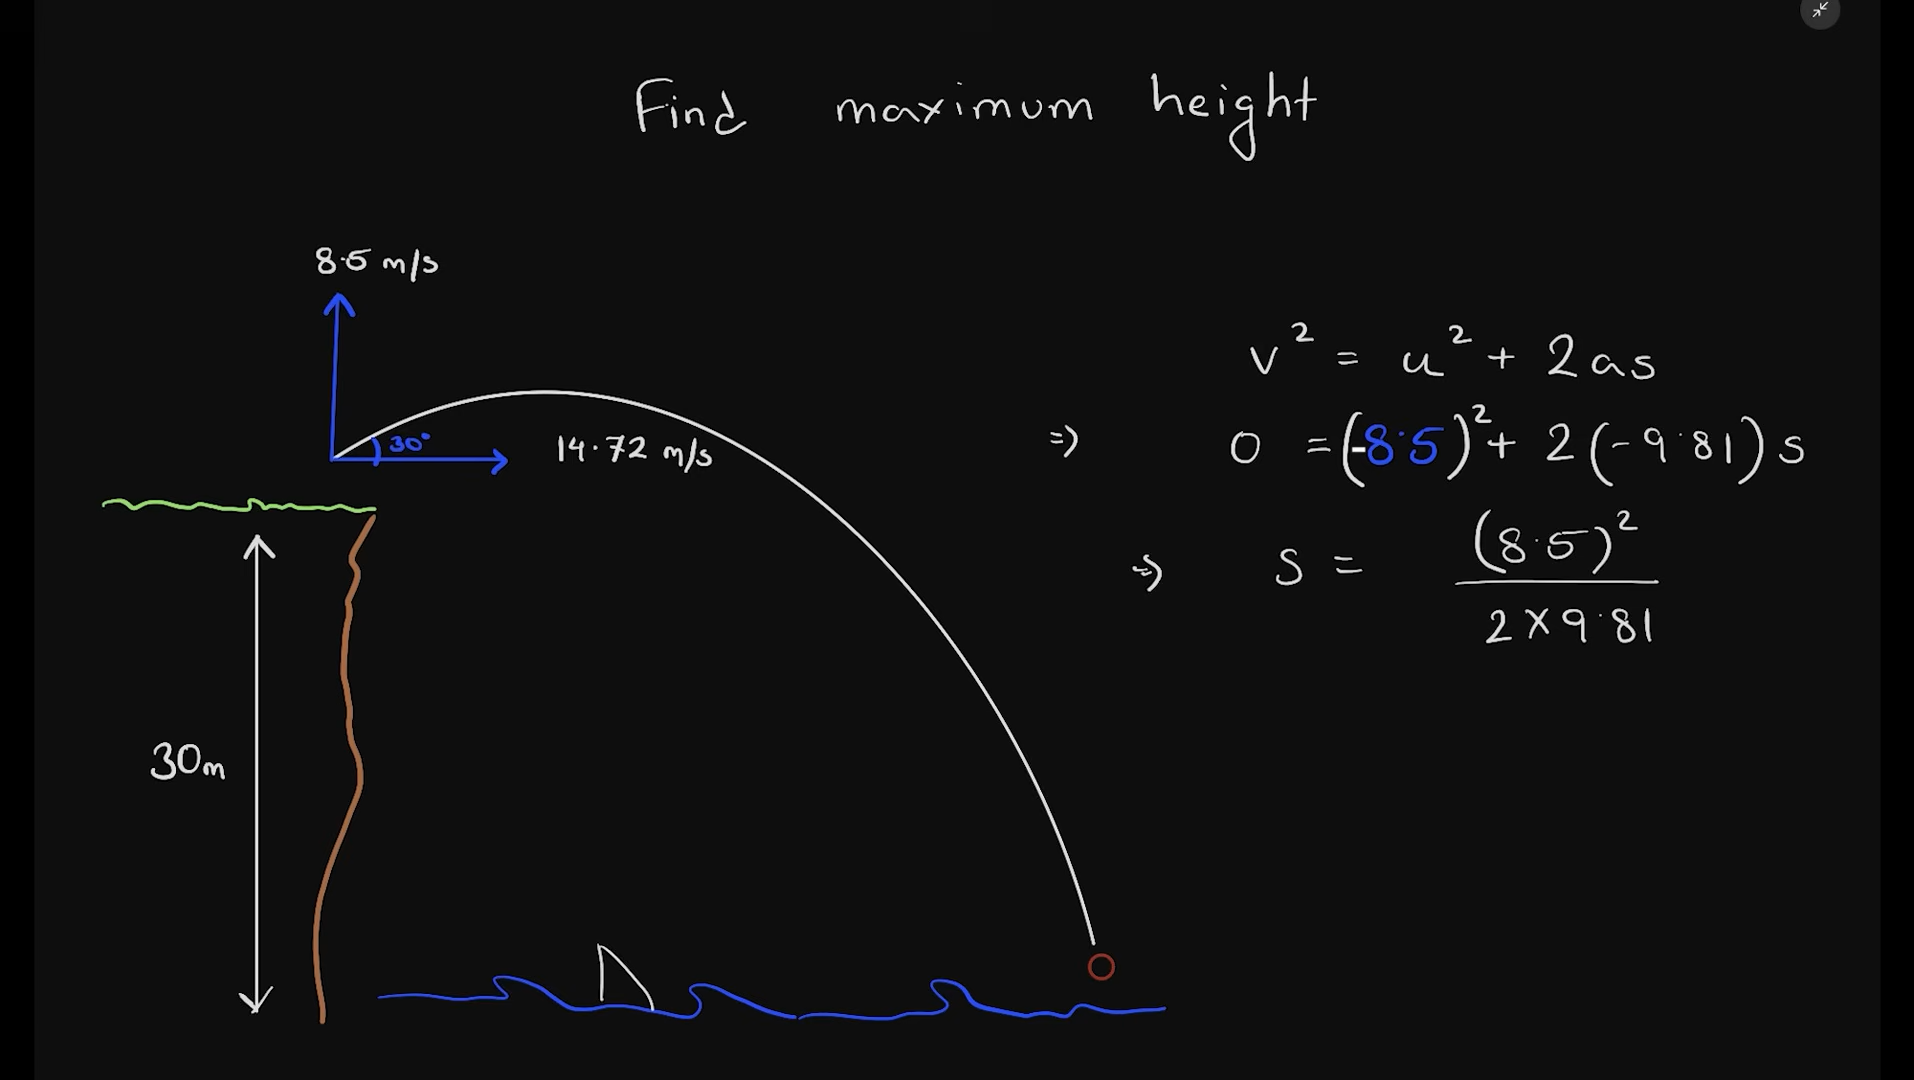 Find maximum height
8.5 m/s
30°
14.72 m/s
30m
v² = u² + 2as
=> 0 = (-8.5)² + 2(-9.81)s
=> s = (8.5)² / 2×9.81